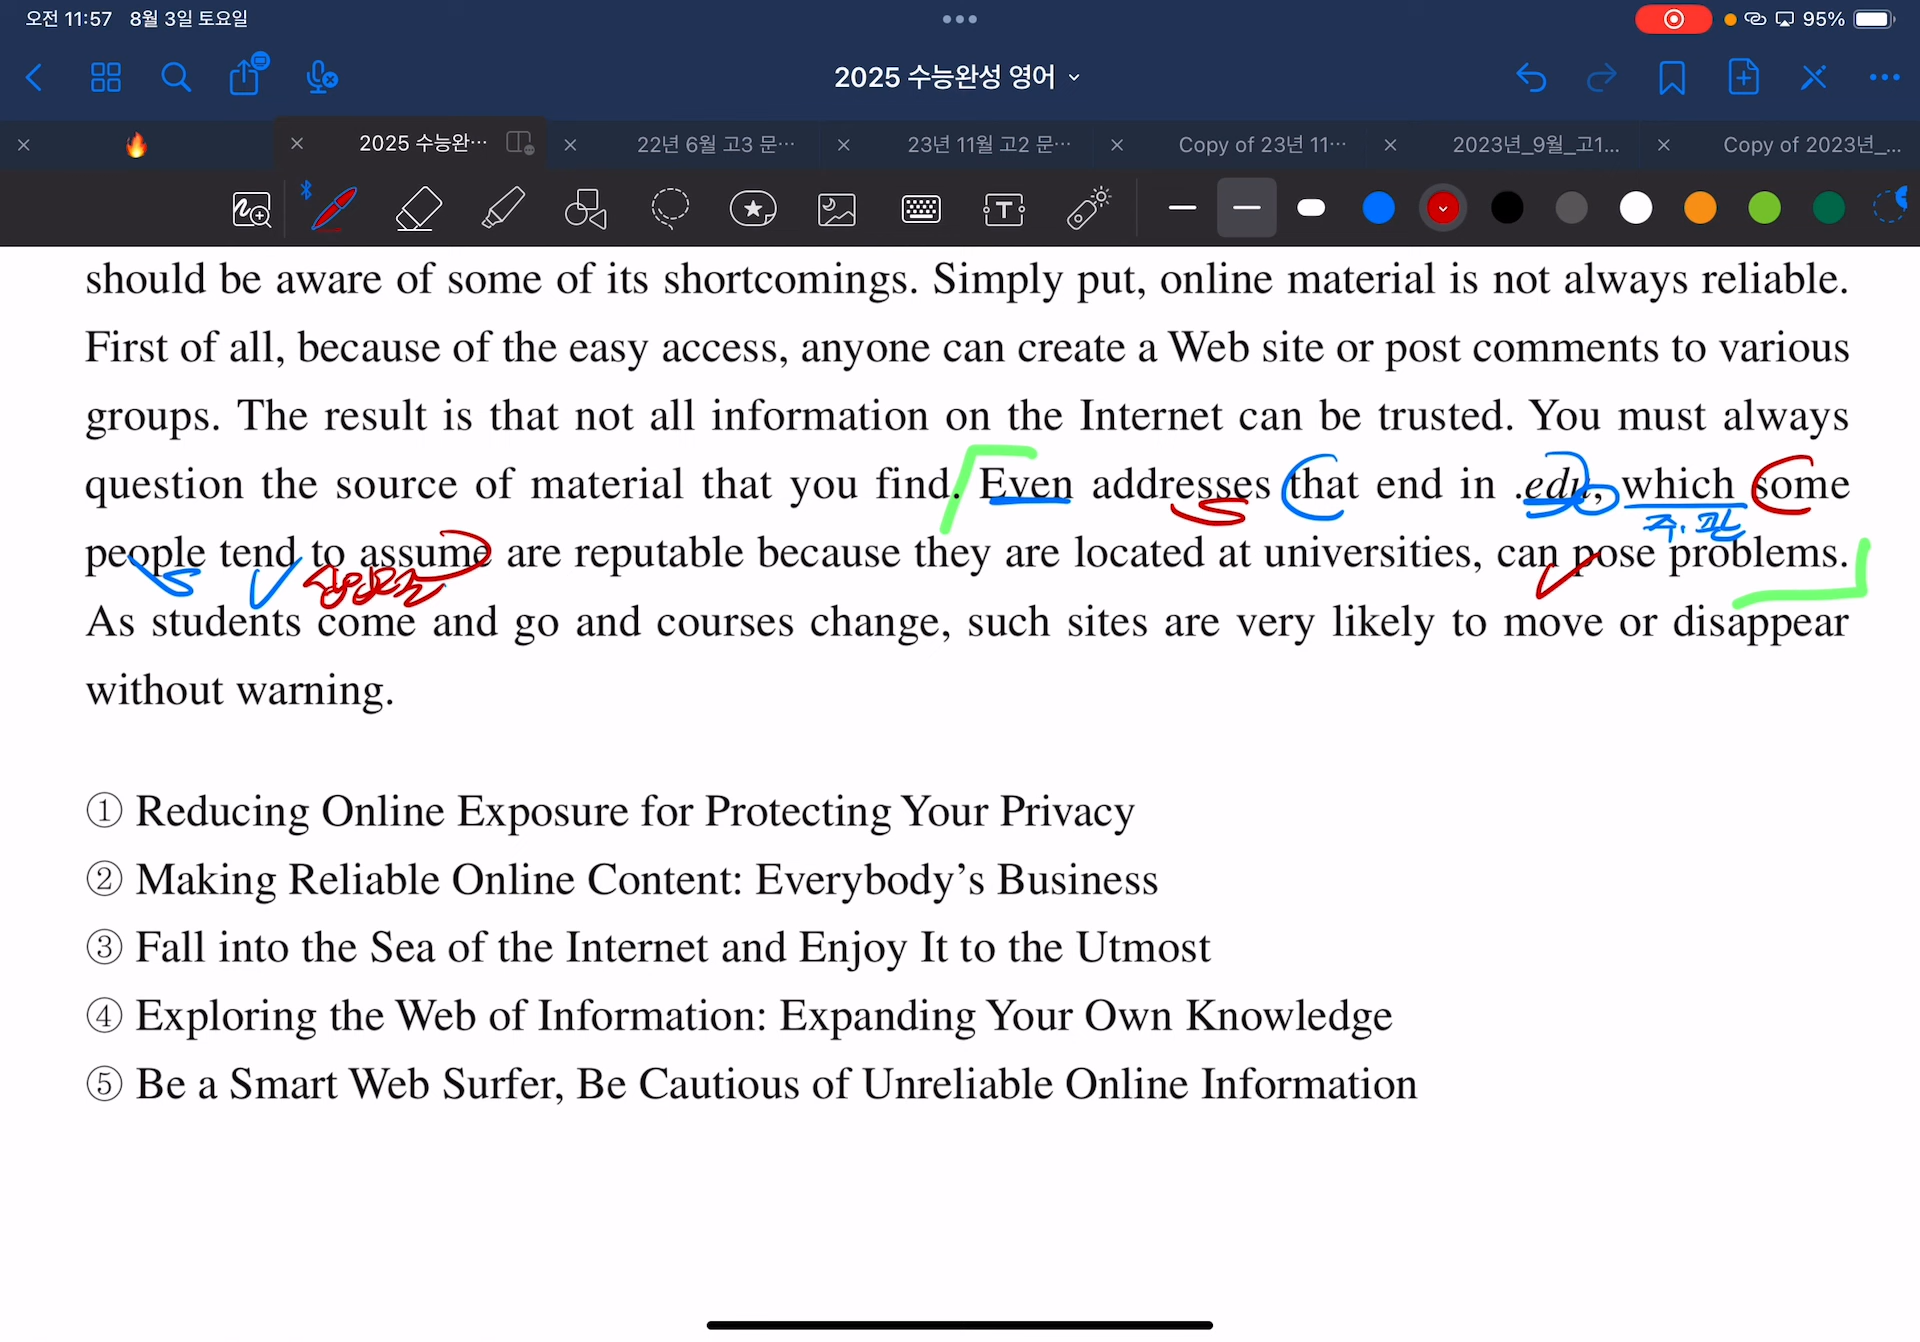 오전 11:57 8월 3일 토요일
95%
2025 수능완성 영어
2025 수능완··· 22년 6월 고3 문··· 23년 11월 고2 문··· Copy of 23년 11··· 2023년_9월_고1... Copy of 2023년_...
should be aware of some of its shortcomings. Simply put, online material is not always reliable.
First of all, because of the easy access, anyone can create a Web site or post comments to various
groups. The result is that not all information on the Internet can be trusted. You must always
question the source of material that you find. Even addresses that end in .edu, which some
S
주·관
people tend to assume are reputable because they are located at universities, can pose problems.
S
삽입절
As students come and go and courses change, such sites are very likely to move or disappear
without warning.
① Reducing Online Exposure for Protecting Your Privacy
② Making Reliable Online Content: Everybody’s Business
③ Fall into the Sea of the Internet and Enjoy It to the Utmost
④ Exploring the Web of Information: Expanding Your Own Knowledge
⑤ Be a Smart Web Surfer, Be Cautious of Unreliable Online Information